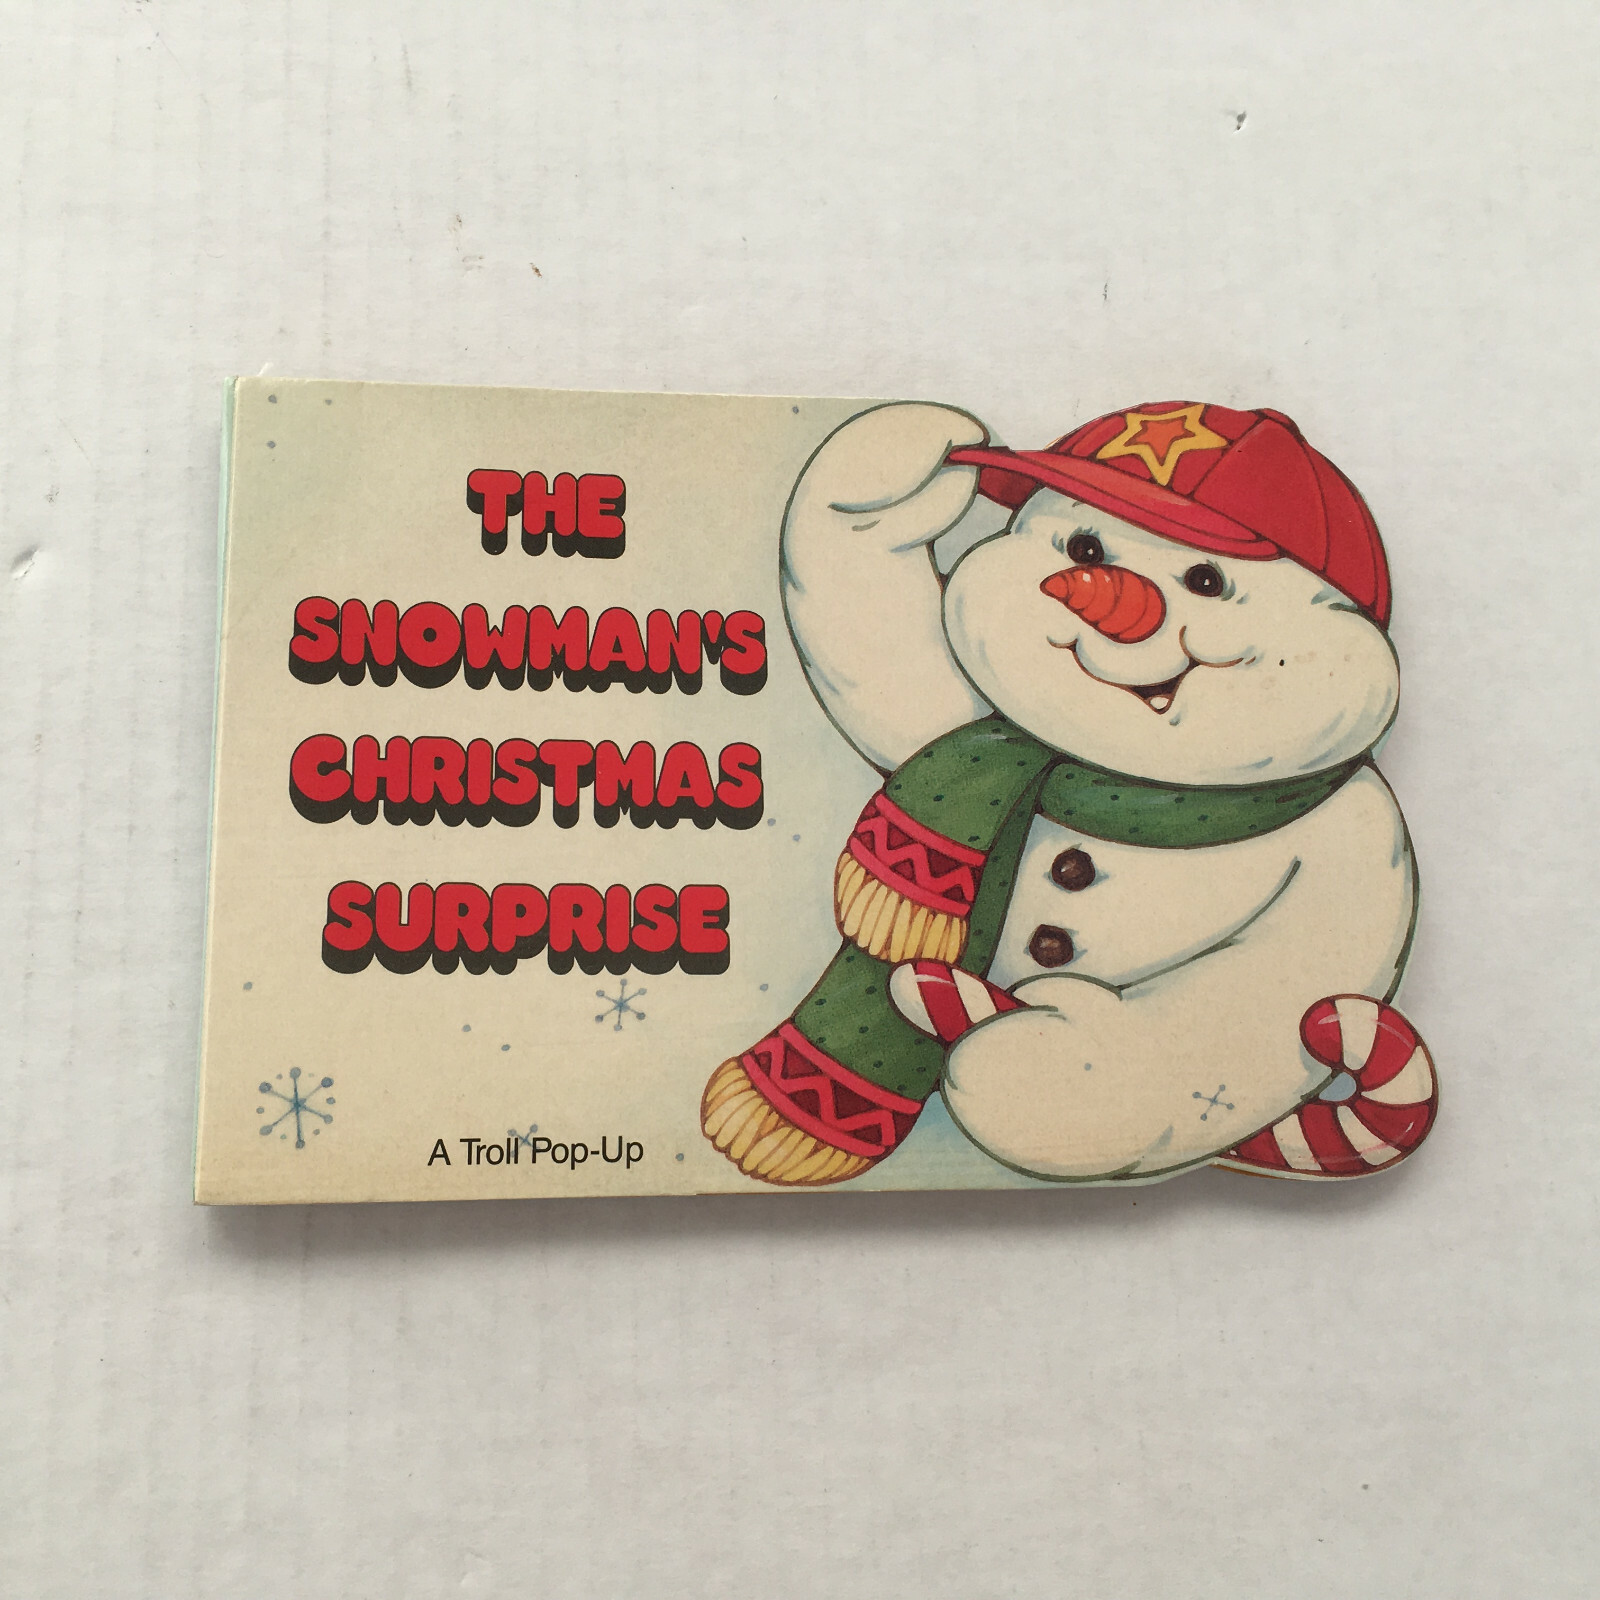 THE
SNOWMAN'S
CHRISTMAS
SURPRISE
A Troll Pop-Up